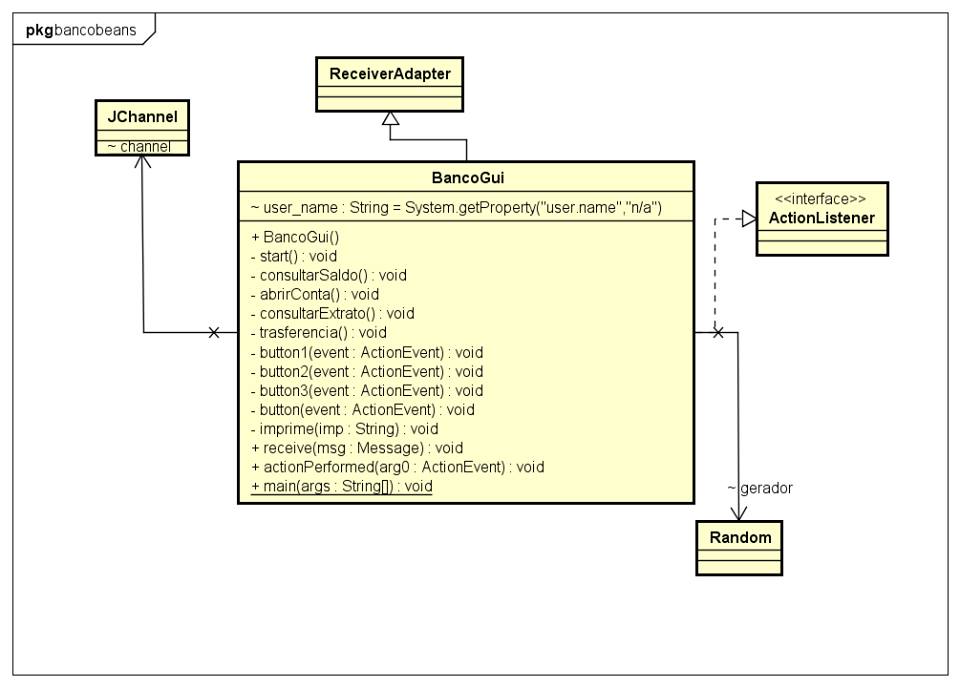 pkg bancobeans
ReceiverAdapter
JChannel
~ channel
BancoGui
~ user_name : String = System.getProperty("user.name","n/a")
+ BancoGui()
- start() : void
- consultarSaldo() : void
- abrirConta() : void
- consultarExtrato() : void
- trasferencia() : void
- button1(event : ActionEvent) : void
- button2(event : ActionEvent) : void
- button3(event : ActionEvent) : void
- button(event : ActionEvent) : void
- imprime(imp : String) : void
+ receive(msg : Message) : void
+ actionPerformed(arg0 : ActionEvent) : void
+ main(args : String[]) : void
<<interface>>
ActionListener
~ gerador
Random